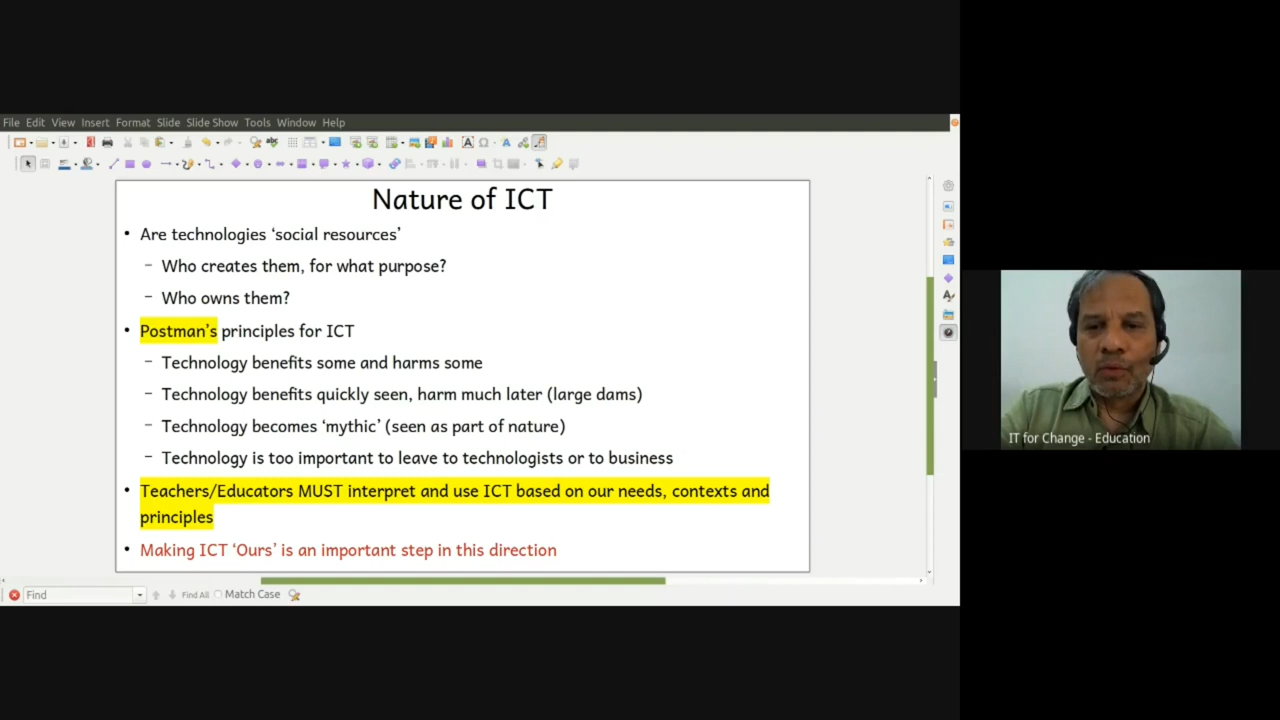 File Edit View Insert Format Slide Slide Show Tools Window Help
Nature of ICT
• Are technologies ‘social resources’
– Who creates them, for what purpose?
– Who owns them?
• Postman’s principles for ICT
– Technology benefits some and harms some
– Technology benefits quickly seen, harm much later (large dams)
– Technology becomes ‘mythic’ (seen as part of nature)
– Technology is too important to leave to technologists or to business
• Teachers/Educators MUST interpret and use ICT based on our needs, contexts and
principles
• Making ICT ‘Ours’ is an important step in this direction
Find Find All Match Case
IT for Change - Education